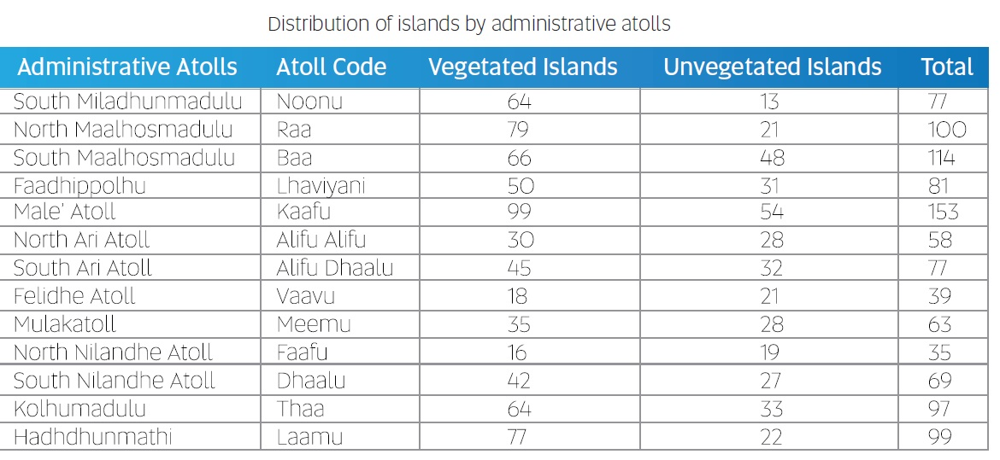 Distribution of islands by administrative atolls
Administrative Atolls Atoll Code Vegetated Islands Unvegetated Islands Total
South Miladhunmadulu Noonu 64 13 77
North Maalhosmadulu Raa 79 21 100
South Maalhosmadulu Baa 66 48 114
Faadhippolhu Lhaviyani 50 31 81
Male' Atoll Kaafu 99 54 153
North Ari Atoll Alifu Alifu 30 28 58
South Ari Atoll Alifu Dhaalu 45 32 77
Felidhe Atoll Vaavu 18 21 39
Mulakatoll Meemu 35 28 63
North Nilandhe Atoll Faafu 16 19 35
South Nilandhe Atoll Dhaalu 42 27 69
Kolhumadulu Thaa 64 33 97
Hadhdhunmathi Laamu 77 22 99